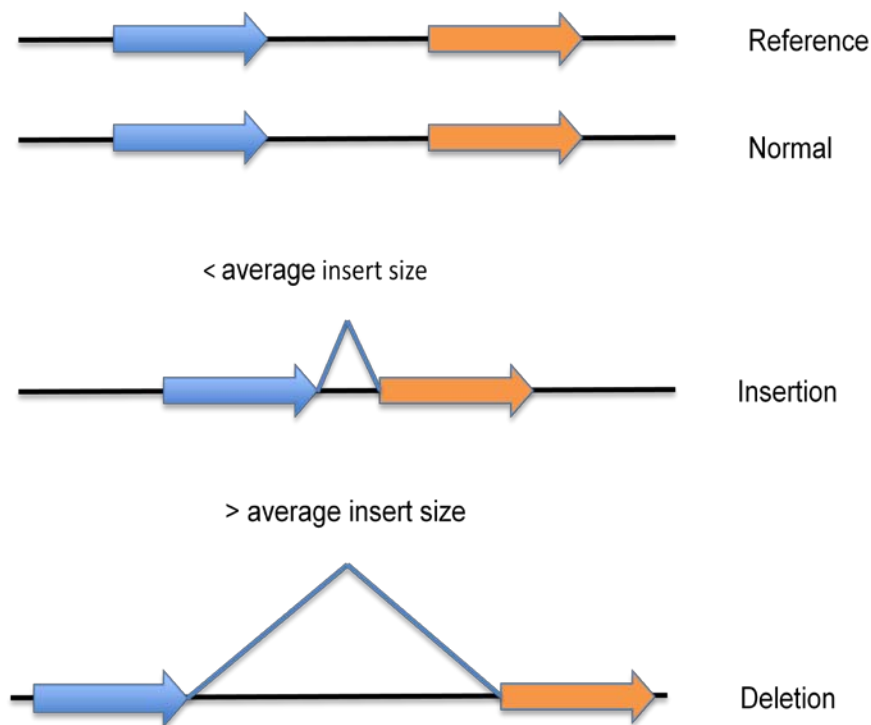 Reference
Normal
< average insert size
Insertion
> average insert size
Deletion